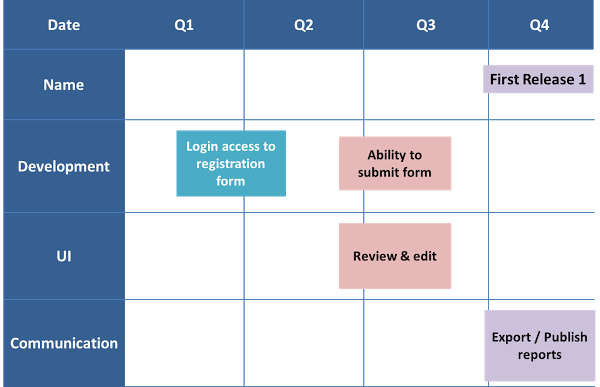 Date Q1 Q2 Q3 Q4
Name First Release 1
Development
Login access to
registration
form
Ability to
submit form
UI Review & edit
Communication
Export / Publish
reports